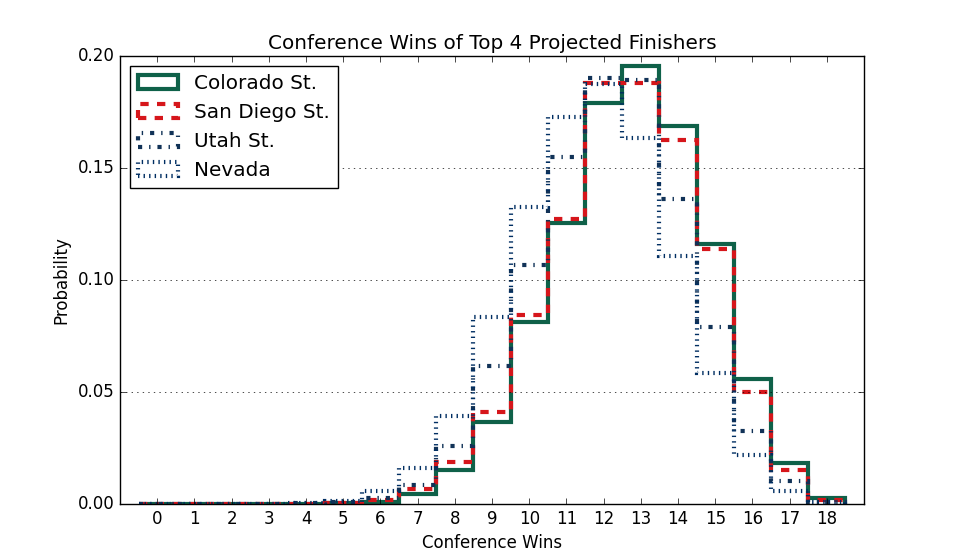 Conference Wins of Top 4 Projected Finishers
0.20
0.15
0.10
0.05
0.00
Probability
Colorado St.
San Diego St.
Utah St.
Nevada
0 1 2 3 4 5 6 7 8 9 10 11 12 13 14 15 16 17 18
Conference Wins